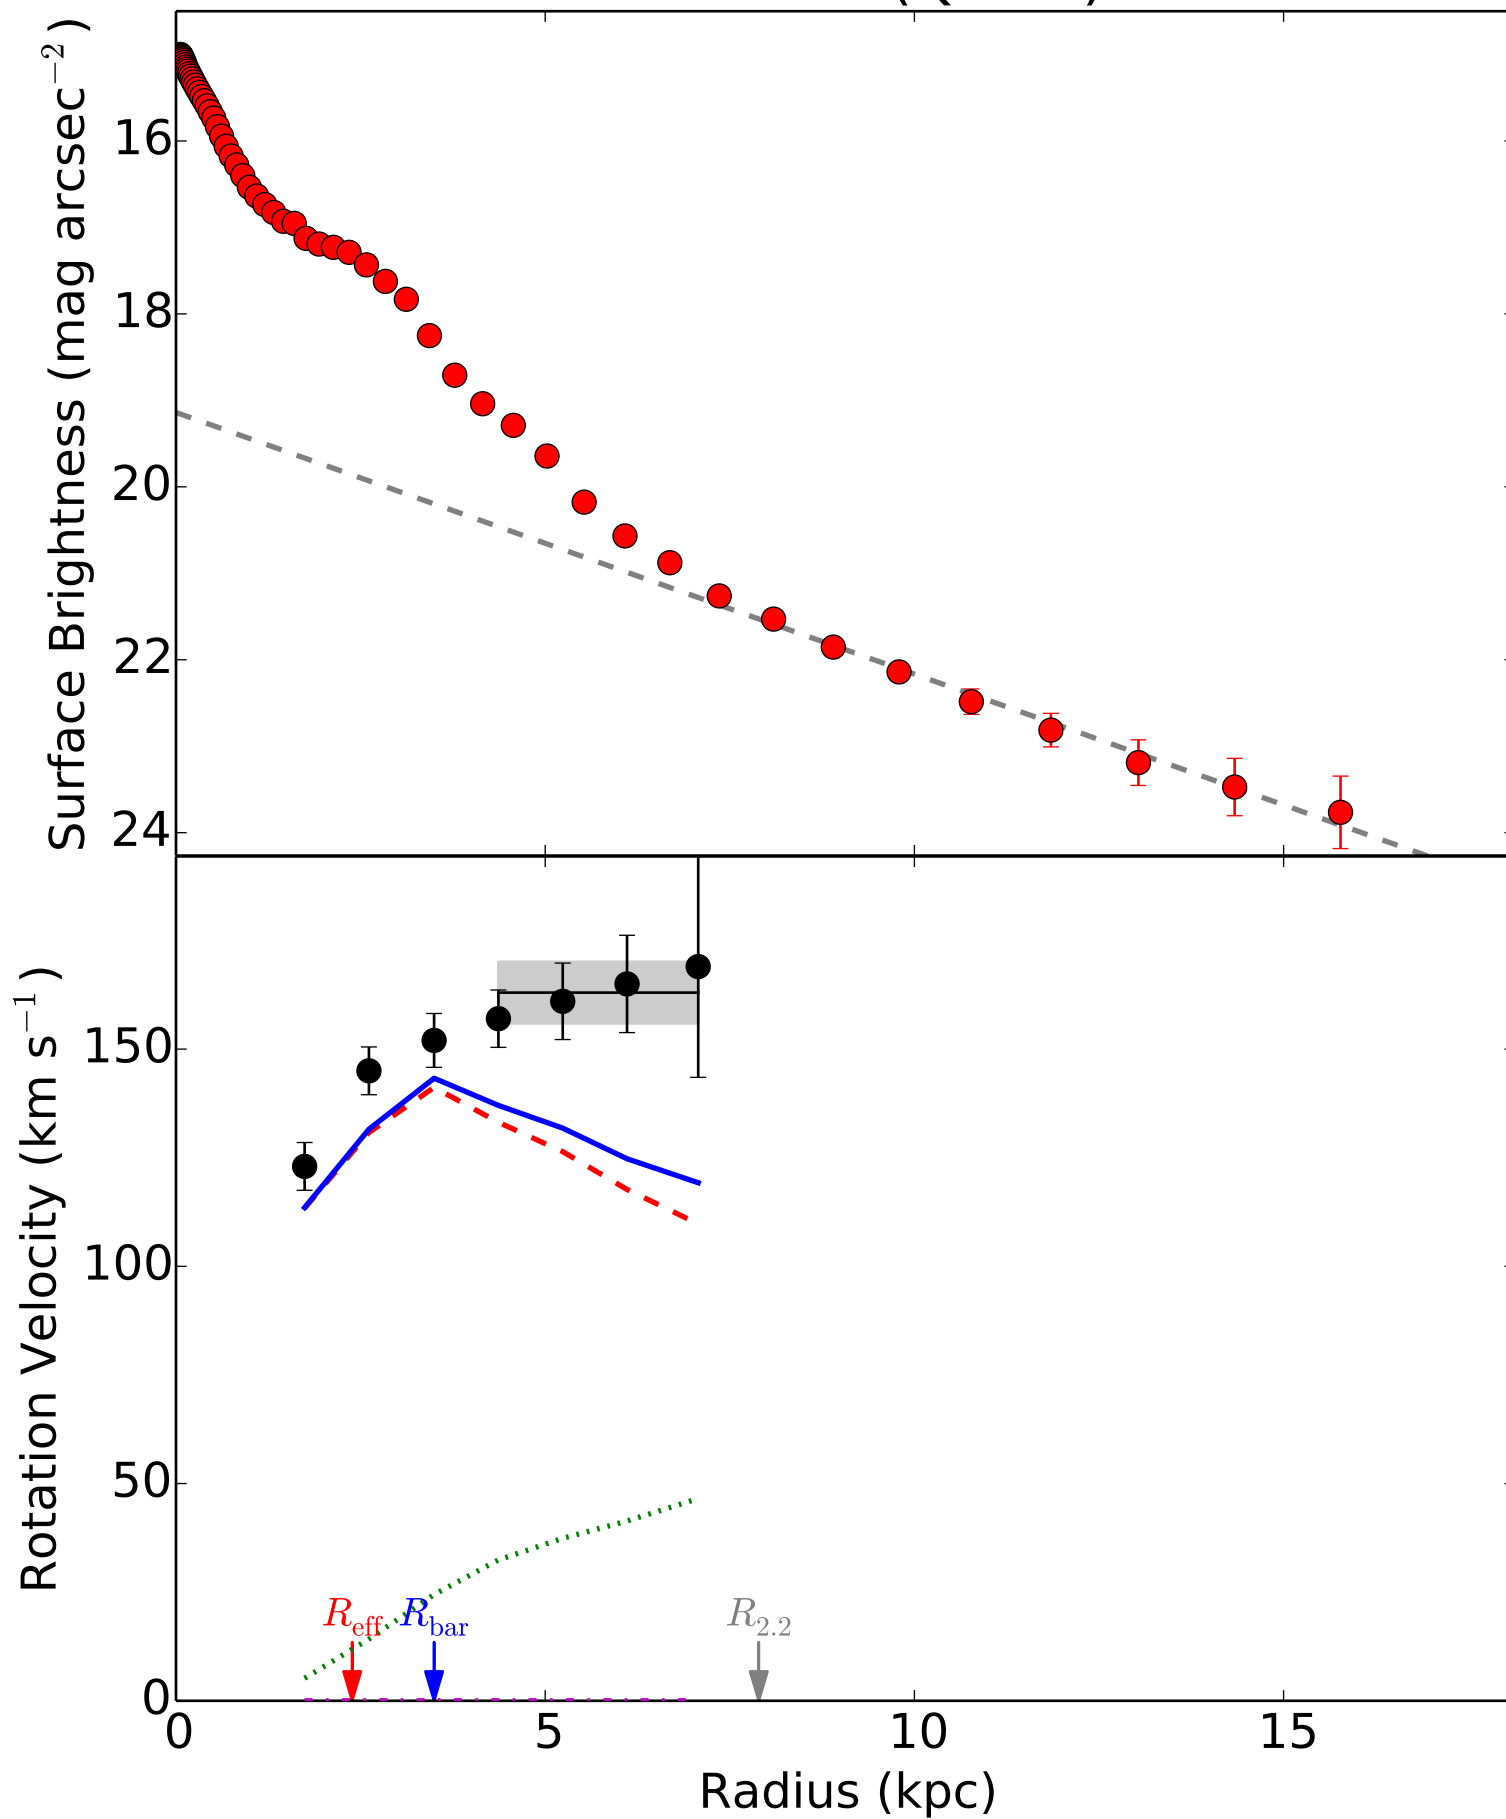 Surface Brightness (mag arcsec⁻²)
16
18
20
22
24
Rotation Velocity (km s⁻¹)
150
100
50
0
R_eff
R_bar
R_2.2
0
5
10
15
Radius (kpc)